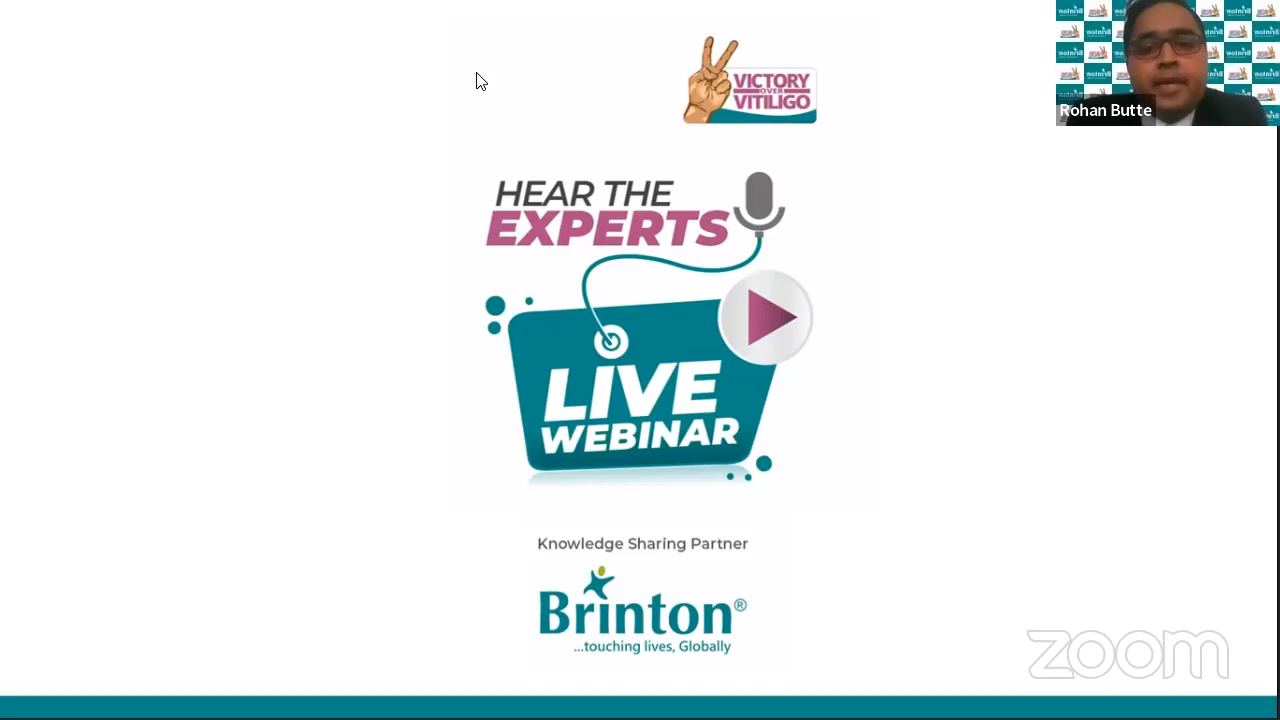 VICTORY
OVER
VITILIGO
Rohan Butte
HEAR THE
EXPERTS
LIVE
WEBINAR
Knowledge Sharing Partner
Brinton®
...touching lives, Globally
zoom